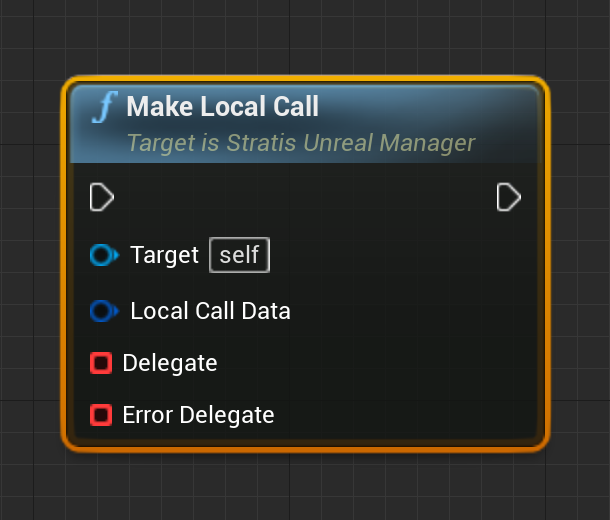 Make Local Call
Target is Stratis Unreal Manager
Target self
Local Call Data
Delegate
Error Delegate